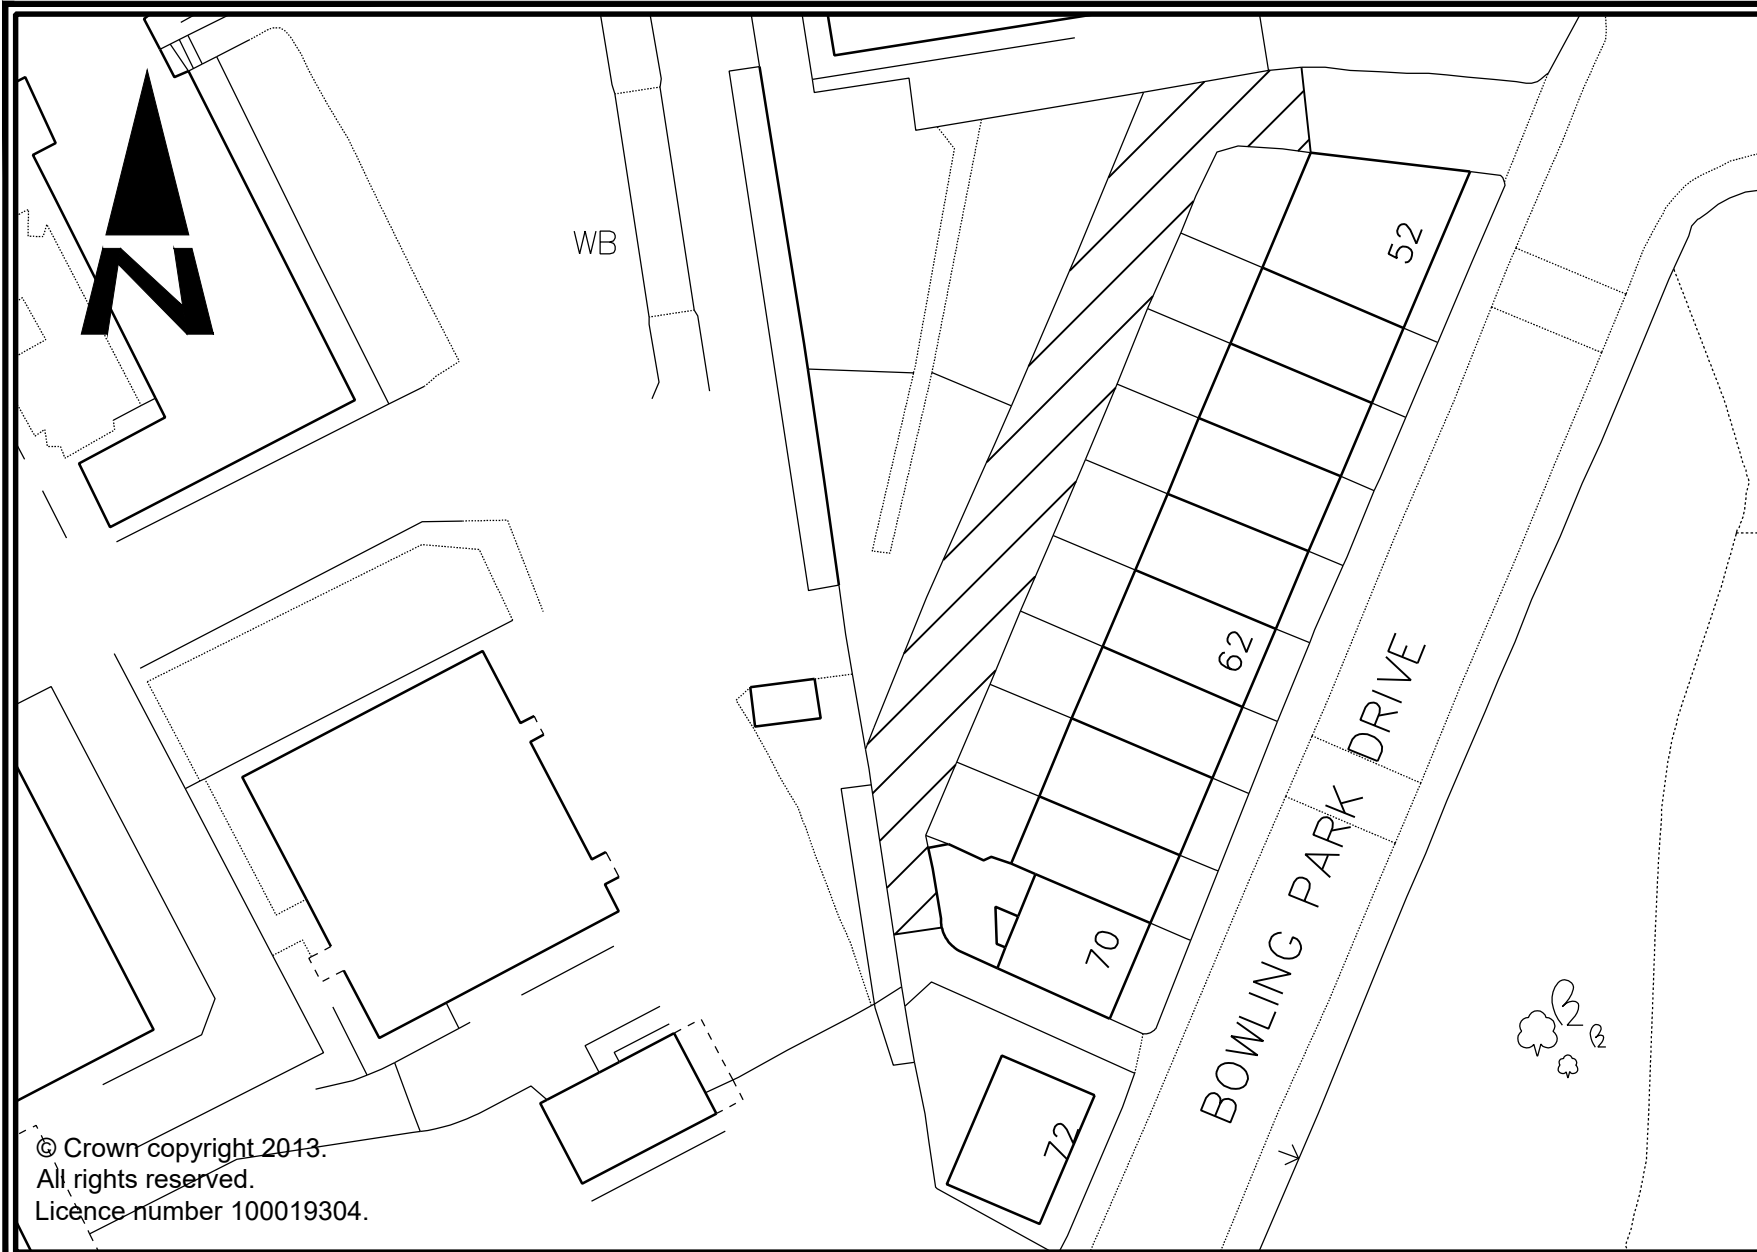 N
WB
52
62
70
72
BOWLING PARK DRIVE
© Crown copyright 2013.
All rights reserved.
Licence number 100019304.